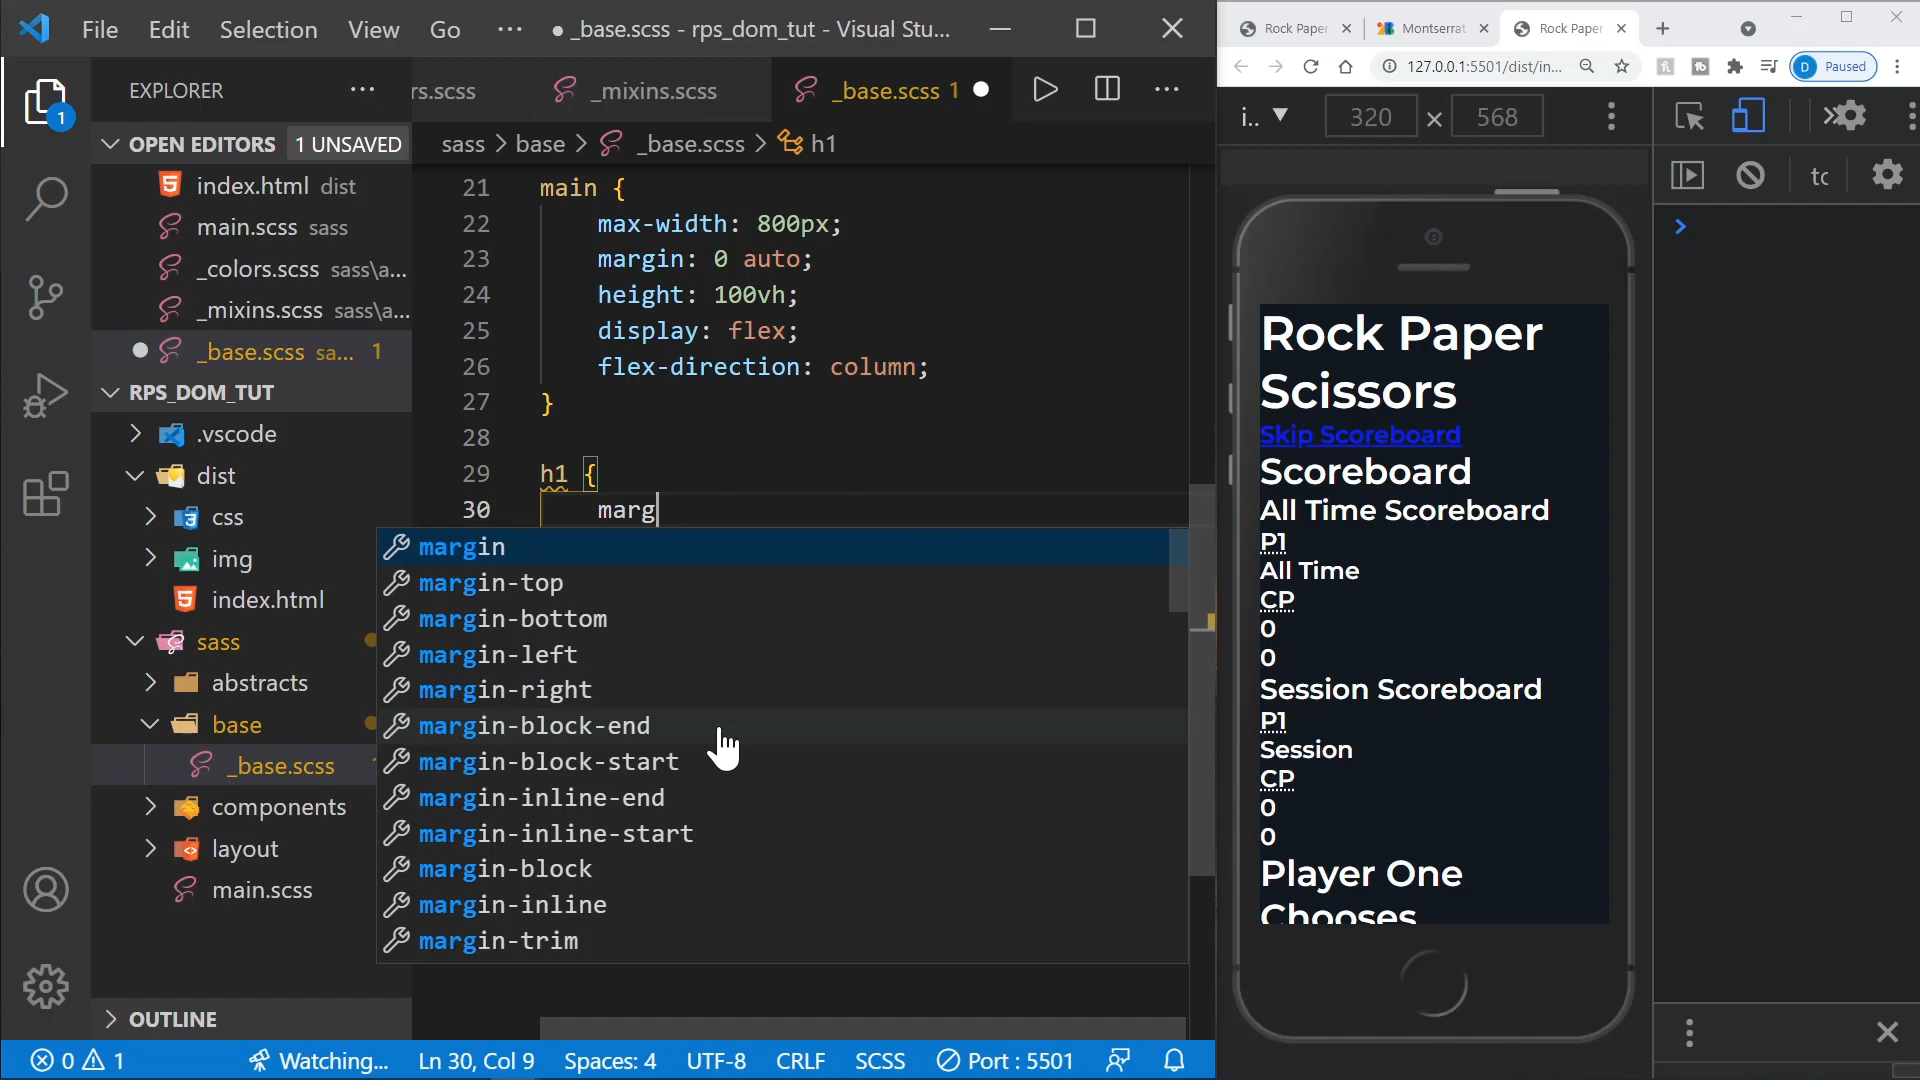 File Edit Selection View Go ··· ● _base.scss - rps_dom_tut - Visual Stu...
EXPLORER ···
1
OPEN EDITORS 1 UNSAVED
index.html dist
main.scss sass
_colors.scss sass\a...
_mixins.scss sass\a...
_base.scss sa... 1
RPS_DOM_TUT
.vscode
dist
css
img
index.html
sass
abstracts
base
_base.scss
components
layout
main.scss
OUTLINE
rs.scss _mixins.scss _base.scss 1
sass > base > _base.scss > h1
21 main {
22 max-width: 800px;
23 margin: 0 auto;
24 height: 100vh;
25 display: flex;
26 flex-direction: column;
27 }
28
29 h1 {
30 marg
margin
margin-top
margin-bottom
margin-left
margin-right
margin-block-end
margin-block-start
margin-inline-end
margin-inline-start
margin-block
margin-inline
margin-trim
0 1 Watching... Ln 30, Col 9 Spaces: 4 UTF-8 CRLF SCSS Port : 5501
Rock Paper Montserrat Rock Paper
127.0.0.1:5501/dist/in... D Paused
i.. ▼ 320 × 568
Rock Paper
Scissors
Skip Scoreboard
Scoreboard
All Time Scoreboard
P1
All Time
CP
0
0
Session Scoreboard
P1
Session
CP
0
0
Player One
Chooses